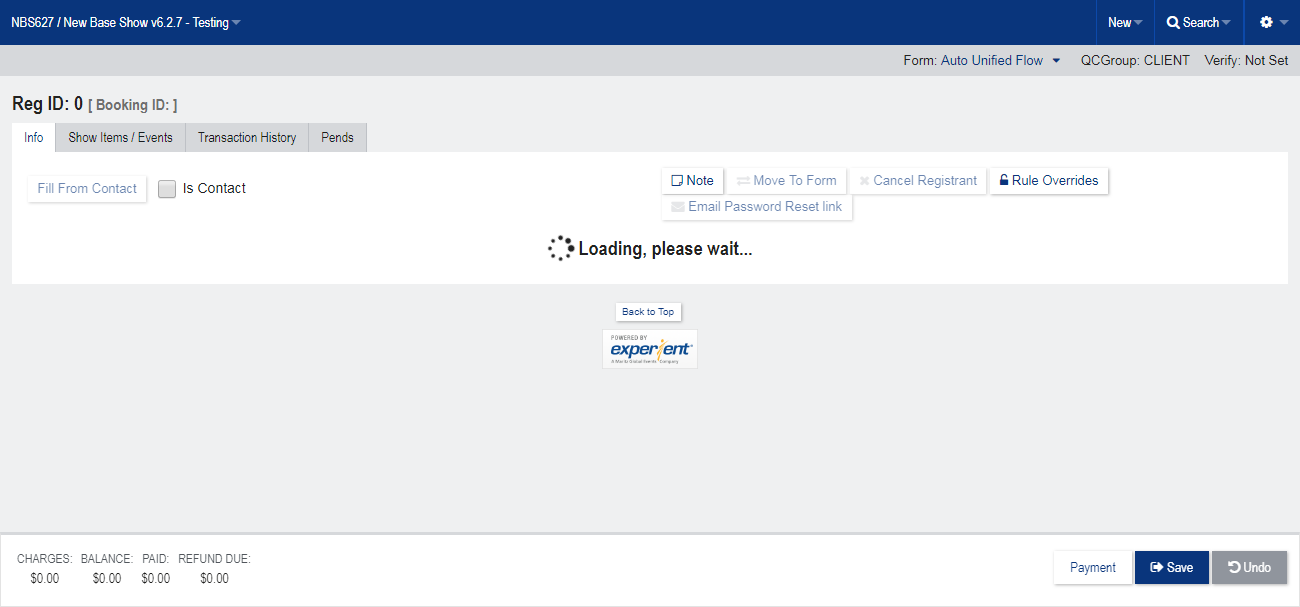 NBS627 / New Base Show v6.2.7 - Testing New Search
Form: Auto Unified Flow QCGroup: CLIENT Verify: Not Set
Reg ID: 0 [ Booking ID: ]
Info Show Items / Events Transaction History Pends
Fill From Contact Is Contact Note Move To Form Cancel Registrant Rule Overrides
Email Password Reset link
Loading, please wait...
Back to Top
POWERED BY
experient
A Maritz Global Events Company
CHARGES: BALANCE: PAID: REFUND DUE:
$0.00 $0.00 $0.00 $0.00
Payment Save Undo